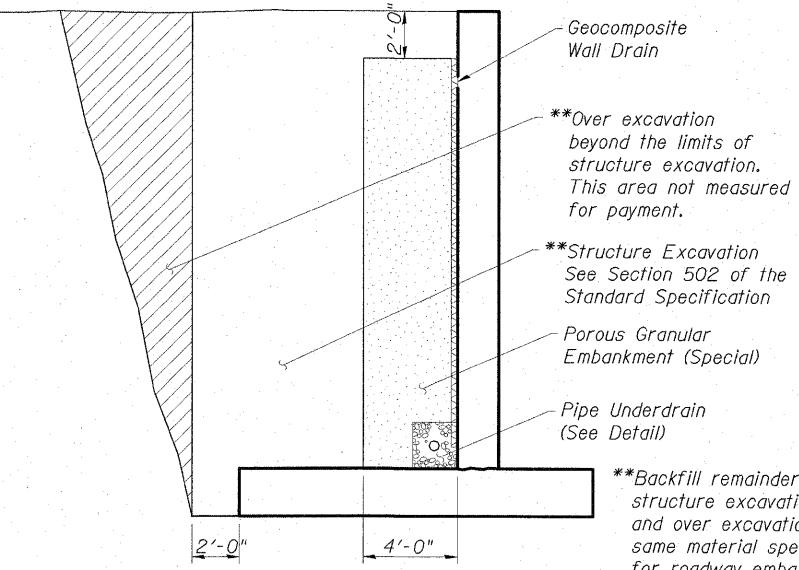 2'-0"
Geocomposite
Wall Drain
**Over excavation
beyond the limits of
structure excavation.
This area not measured
for payment.
**Structure Excavation
See Section 502 of the
Standard Specification
Porous Granular
Embankment (Special)
Pipe Underdrain
(See Detail)
**Backfill remainder
structure excavati
and over excavatio
same material spe
for roadway emba
2'-0"
4'-0"